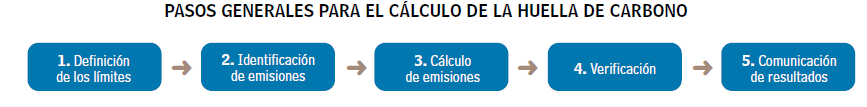 PASOS GENERALES PARA EL CÁLCULO DE LA HUELLA DE CARBONO
1. Definición
de los límites
2. Identificación
de emisiones
3. Cálculo
de emisiones
4. Verificación
5. Comunicación
de resultados